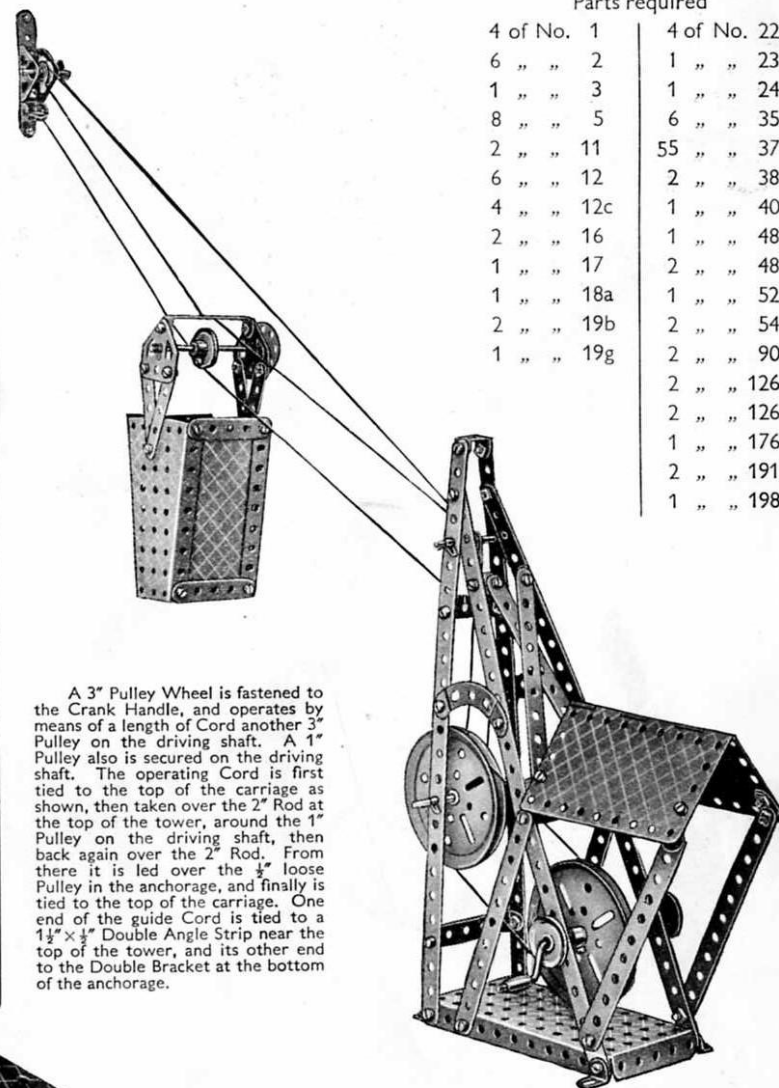 Parts required
4 of No. 1
6 „ „ 2
1 „ „ 3
8 „ „ 5
2 „ „ 11
6 „ „ 12
4 „ „ 12c
2 „ „ 16
1 „ „ 17
1 „ „ 18a
2 „ „ 19b
1 „ „ 19g
4 of No. 22
1 „ „ 23
1 „ „ 24
6 „ „ 35
55 „ „ 37
2 „ „ 38
1 „ „ 40
1 „ „ 48
2 „ „ 48
1 „ „ 52
2 „ „ 54
2 „ „ 90
2 „ „ 126
2 „ „ 126
1 „ „ 176
2 „ „ 191
1 „ „ 198
A 3″ Pulley Wheel is fastened to
the Crank Handle, and operates by
means of a length of Cord another 3″
Pulley on the driving shaft. A 1″
Pulley also is secured on the driving
shaft. The operating Cord is first
tied to the top of the carriage as
shown, then taken over the 2″ Rod at
the top of the tower, around the 1″
Pulley on the driving shaft, then
back again over the 2″ Rod. From
there it is led over the ½″ loose
Pulley in the anchorage, and finally is
tied to the top of the carriage. One
end of the guide Cord is tied to a
1½″ × ½″ Double Angle Strip near the
top of the tower, and its other end
to the Double Bracket at the bottom
of the anchorage.